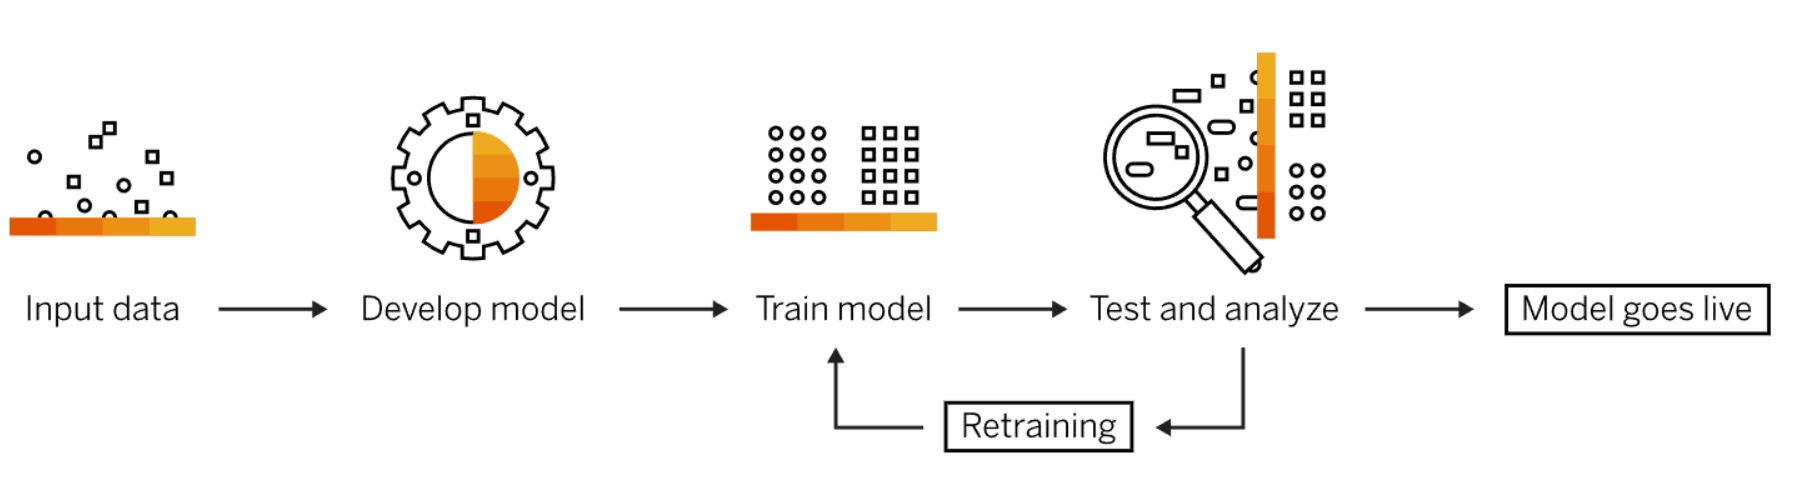 Input data
Develop model
Train model
Test and analyze
Model goes live
Retraining